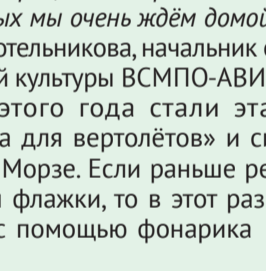 ых мы очень ждём домой
отельникова, начальник
й культуры ВСМПО-АВИ
этого года стали эта
а для вертолётов» и с
Морзе. Если раньше ре
флажки, то в этот раз
с помощью фонарика